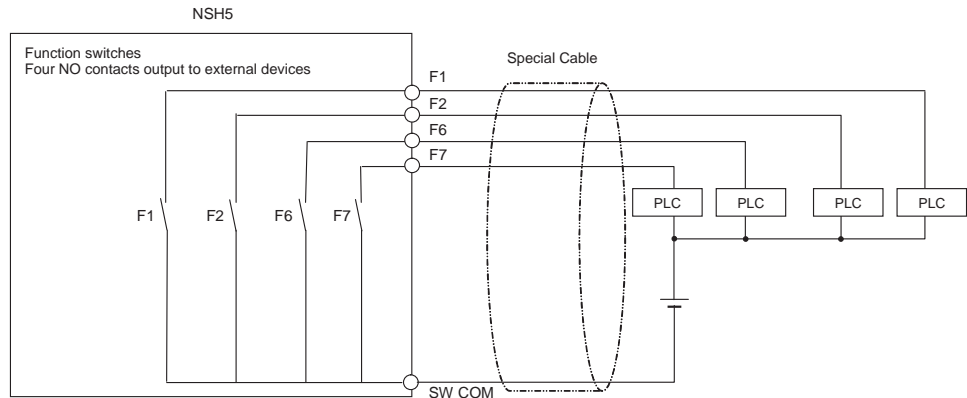 NSH5
Function switches
Four NO contacts output to external devices
Special Cable
F1
F2
F6
F7
F1
F2
F6
F7
PLC
PLC
PLC
PLC
SW COM